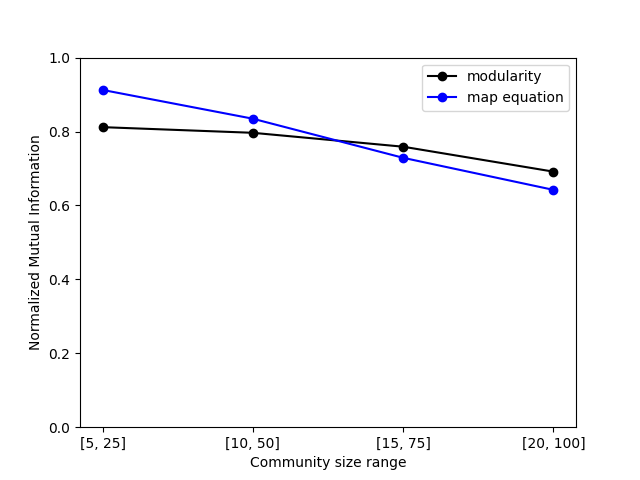 modularity
map equation
Normalized Mutual Information
1.0
0.8
0.6
0.4
0.2
0.0
[5, 25] [10, 50] [15, 75] [20, 100]
Community size range